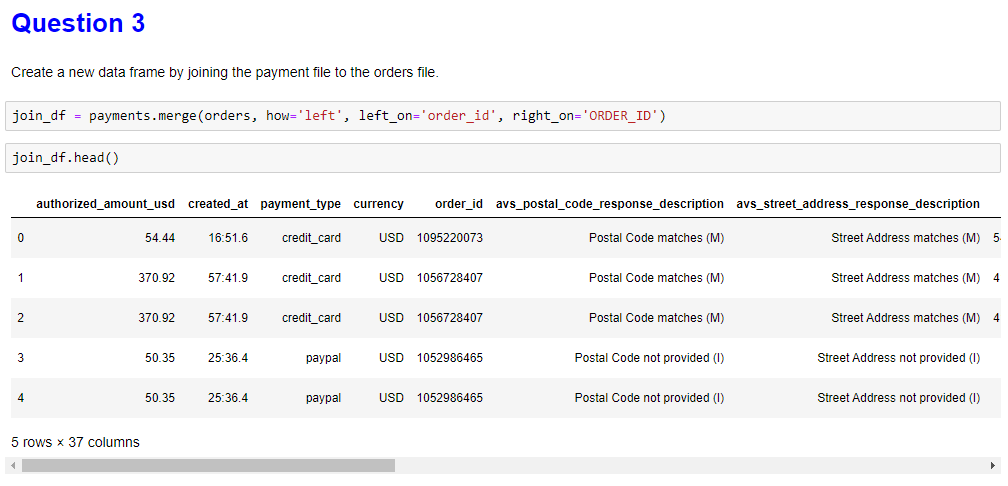 Question 3
Create a new data frame by joining the payment file to the orders file.
join_df = payments.merge(orders, how='left', left_on='order_id', right_on='ORDER_ID')
join_df.head()
authorized_amount_usd created_at payment_type currency order_id avs_postal_code_response_description avs_street_address_response_description
0 54.44 16:51.6 credit_card USD 1095220073 Postal Code matches (M) Street Address matches (M) 5
1 370.92 57:41.9 credit_card USD 1056728407 Postal Code matches (M) Street Address matches (M) 4
2 370.92 57:41.9 credit_card USD 1056728407 Postal Code matches (M) Street Address matches (M) 4
3 50.35 25:36.4 paypal USD 1052986465 Postal Code not provided (I) Street Address not provided (I)
4 50.35 25:36.4 paypal USD 1052986465 Postal Code not provided (I) Street Address not provided (I)
5 rows × 37 columns